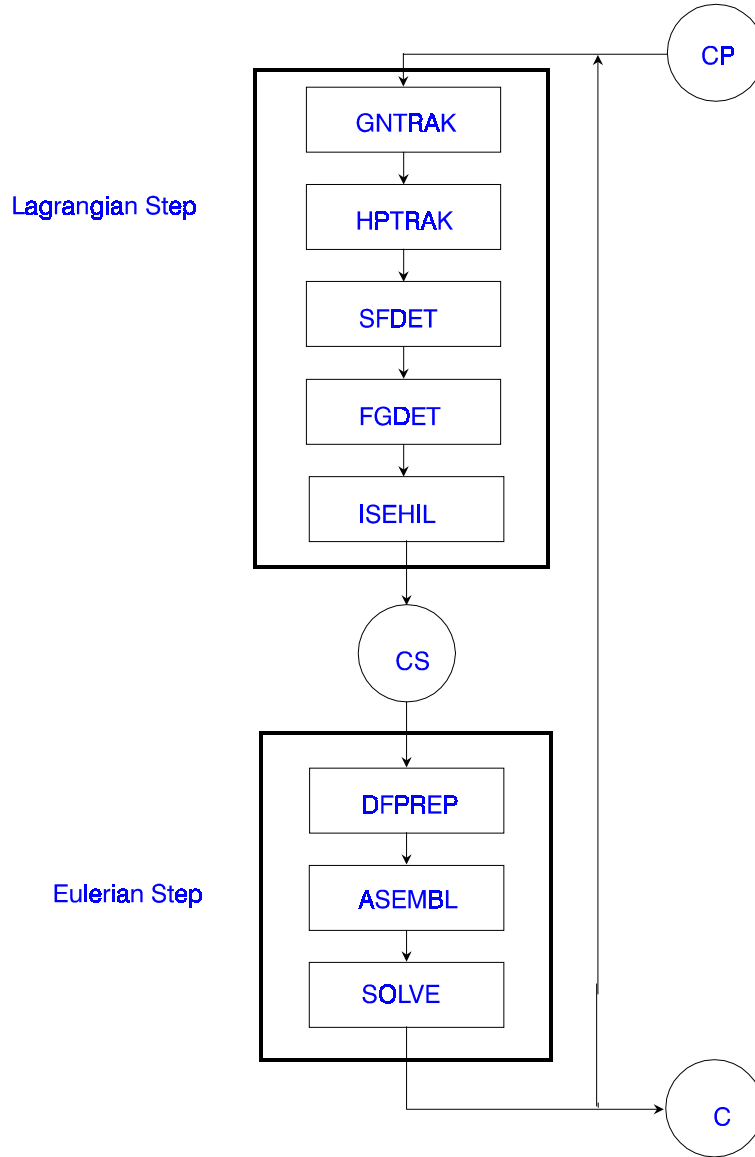 CP
GNTRAK
Lagrangian Step
HPTRAK
SFDET
FGDET
ISEHIL
CS
DFPREP
Eulerian Step
ASEMBL
SOLVE
C